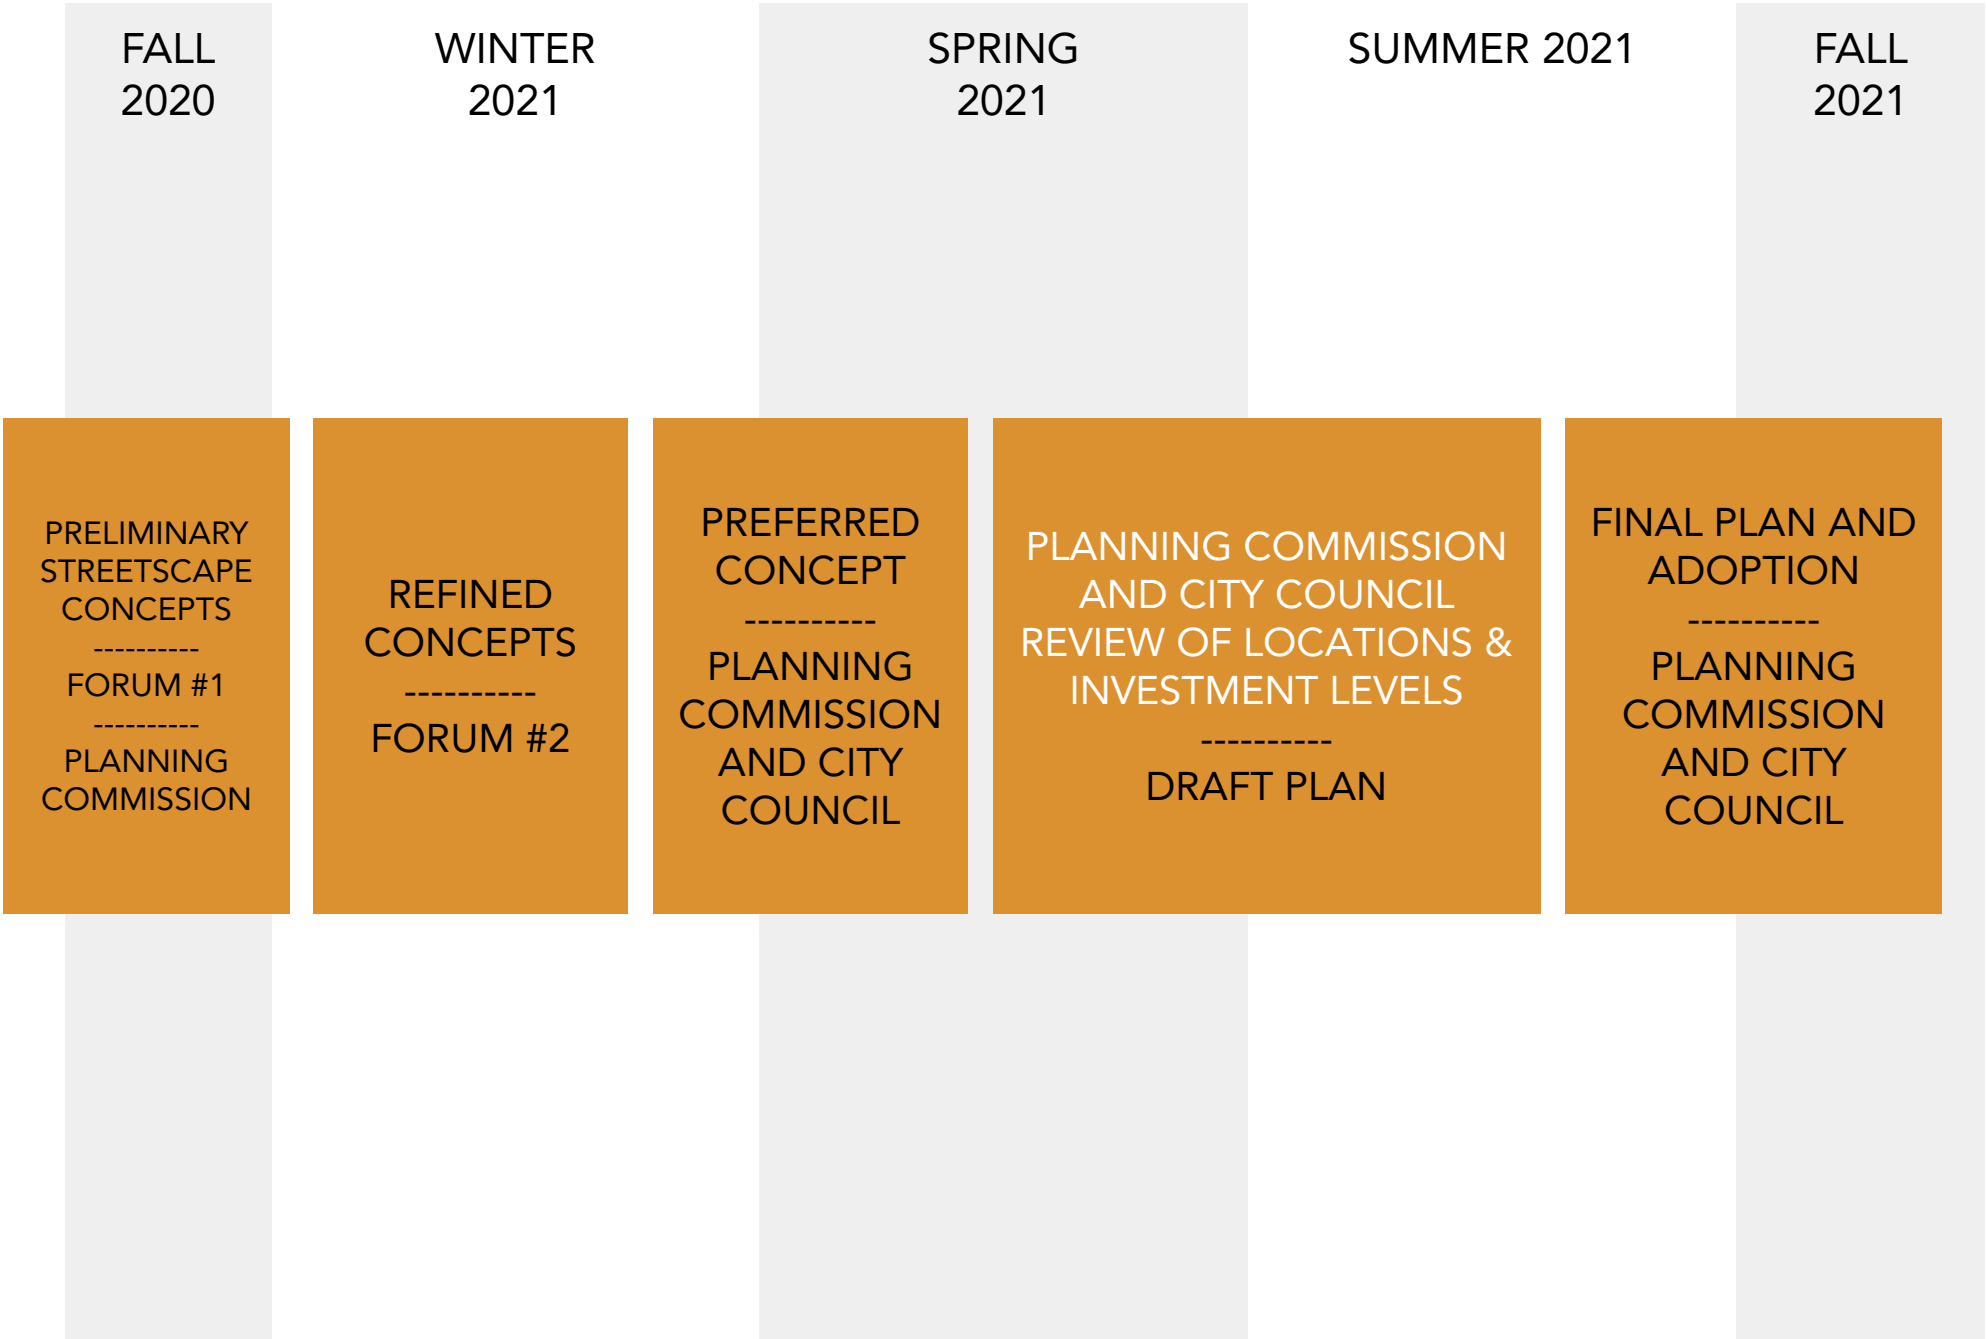 FALL
2020
WINTER
2021
SPRING
2021
SUMMER 2021
FALL
2021
PRELIMINARY
STREETSCAPE
CONCEPTS
----------
FORUM #1
----------
PLANNING
COMMISSION
REFINED
CONCEPTS
----------
FORUM #2
PREFERRED
CONCEPT
----------
PLANNING
COMMISSION
AND CITY
COUNCIL
PLANNING COMMISSION
AND CITY COUNCIL
REVIEW OF LOCATIONS &
INVESTMENT LEVELS
----------
DRAFT PLAN
FINAL PLAN AND
ADOPTION
----------
PLANNING
COMMISSION
AND CITY
COUNCIL